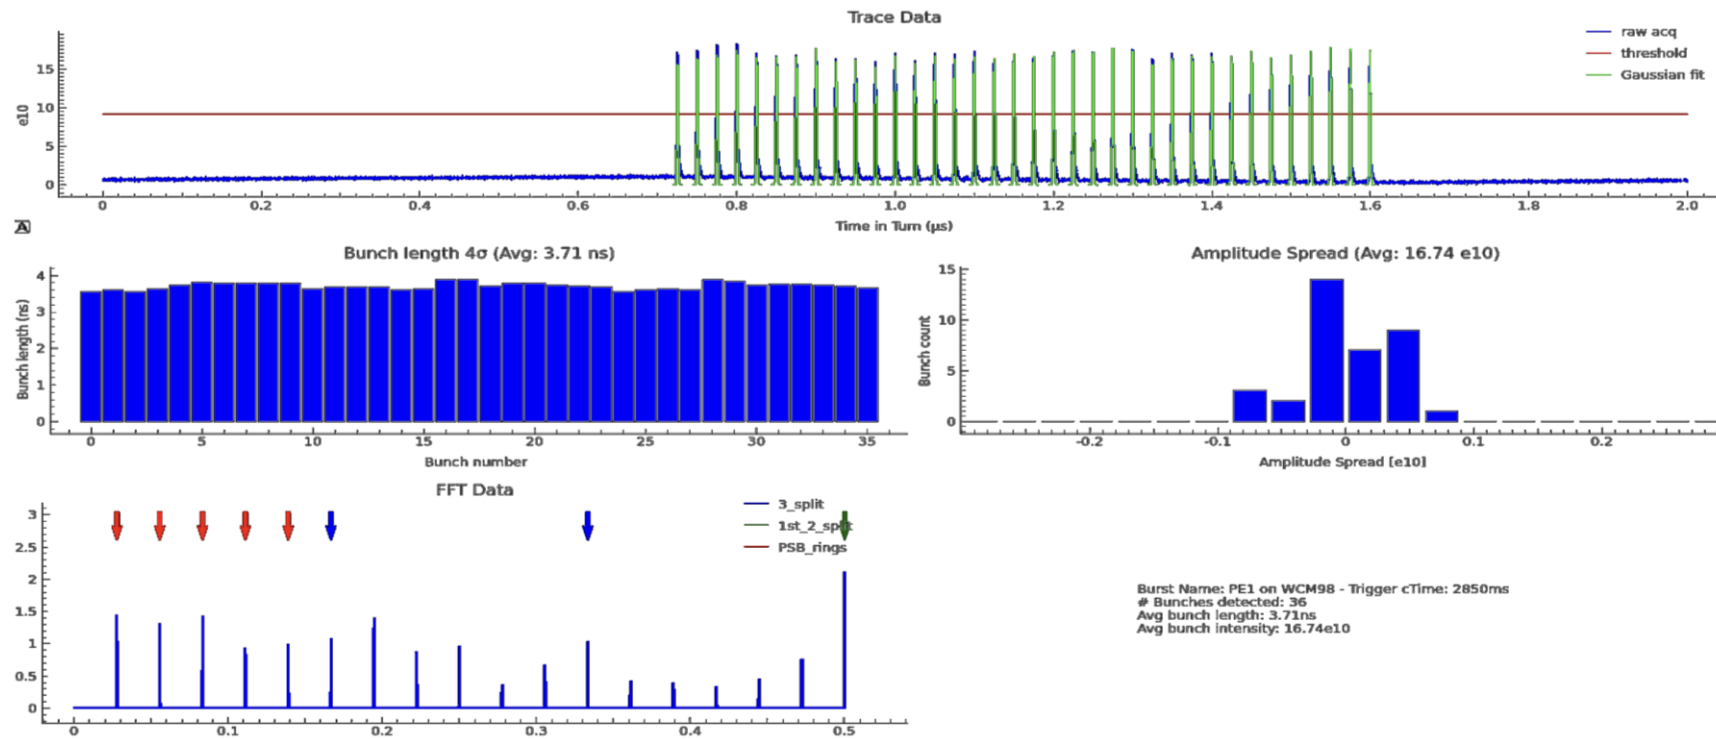 Trace Data
raw acq
threshold
Gaussian fit
e10
15
10
5
0
0 0.2 0.4 0.6 0.8 1.0 1.2 1.4 1.6 1.8 2.0
Time in Turn (µs)
A
Bunch length 4σ (Avg: 3.71 ns)
Bunch length (ns)
4
3
2
1
0
0 5 10 15 20 25 30 35
Bunch number
Amplitude Spread (Avg: 16.74 e10)
Bunch count
15
10
5
0
-0.2 -0.1 0 0.1 0.2
Amplitude Spread [e10]
FFT Data
3_split
1st_2_split
PSB_rings
3
2.5
2
1.5
1
0.5
0
0 0.1 0.2 0.3 0.4 0.5
Burst Name: PE1 on WCM98 - Trigger cTime: 2850ms
# Bunches detected: 36
Avg bunch length: 3.71ns
Avg bunch intensity: 16.74e10